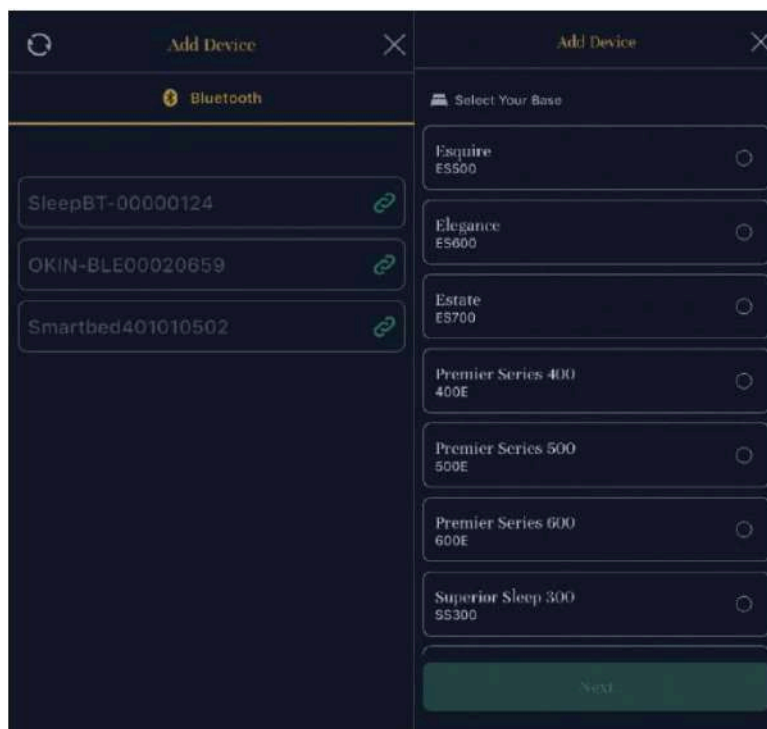 Add Device
Bluetooth
SleepBT-00000124
OKIN-BLE00020659
Smartbed401010502
Add Device
Select Your Base
Esquire
ES500
Elegance
ES600
Estate
ES700
Premier Series 400
400E
Premier Series 500
500E
Premier Series 600
600E
Superior Sleep 300
SS300
Next